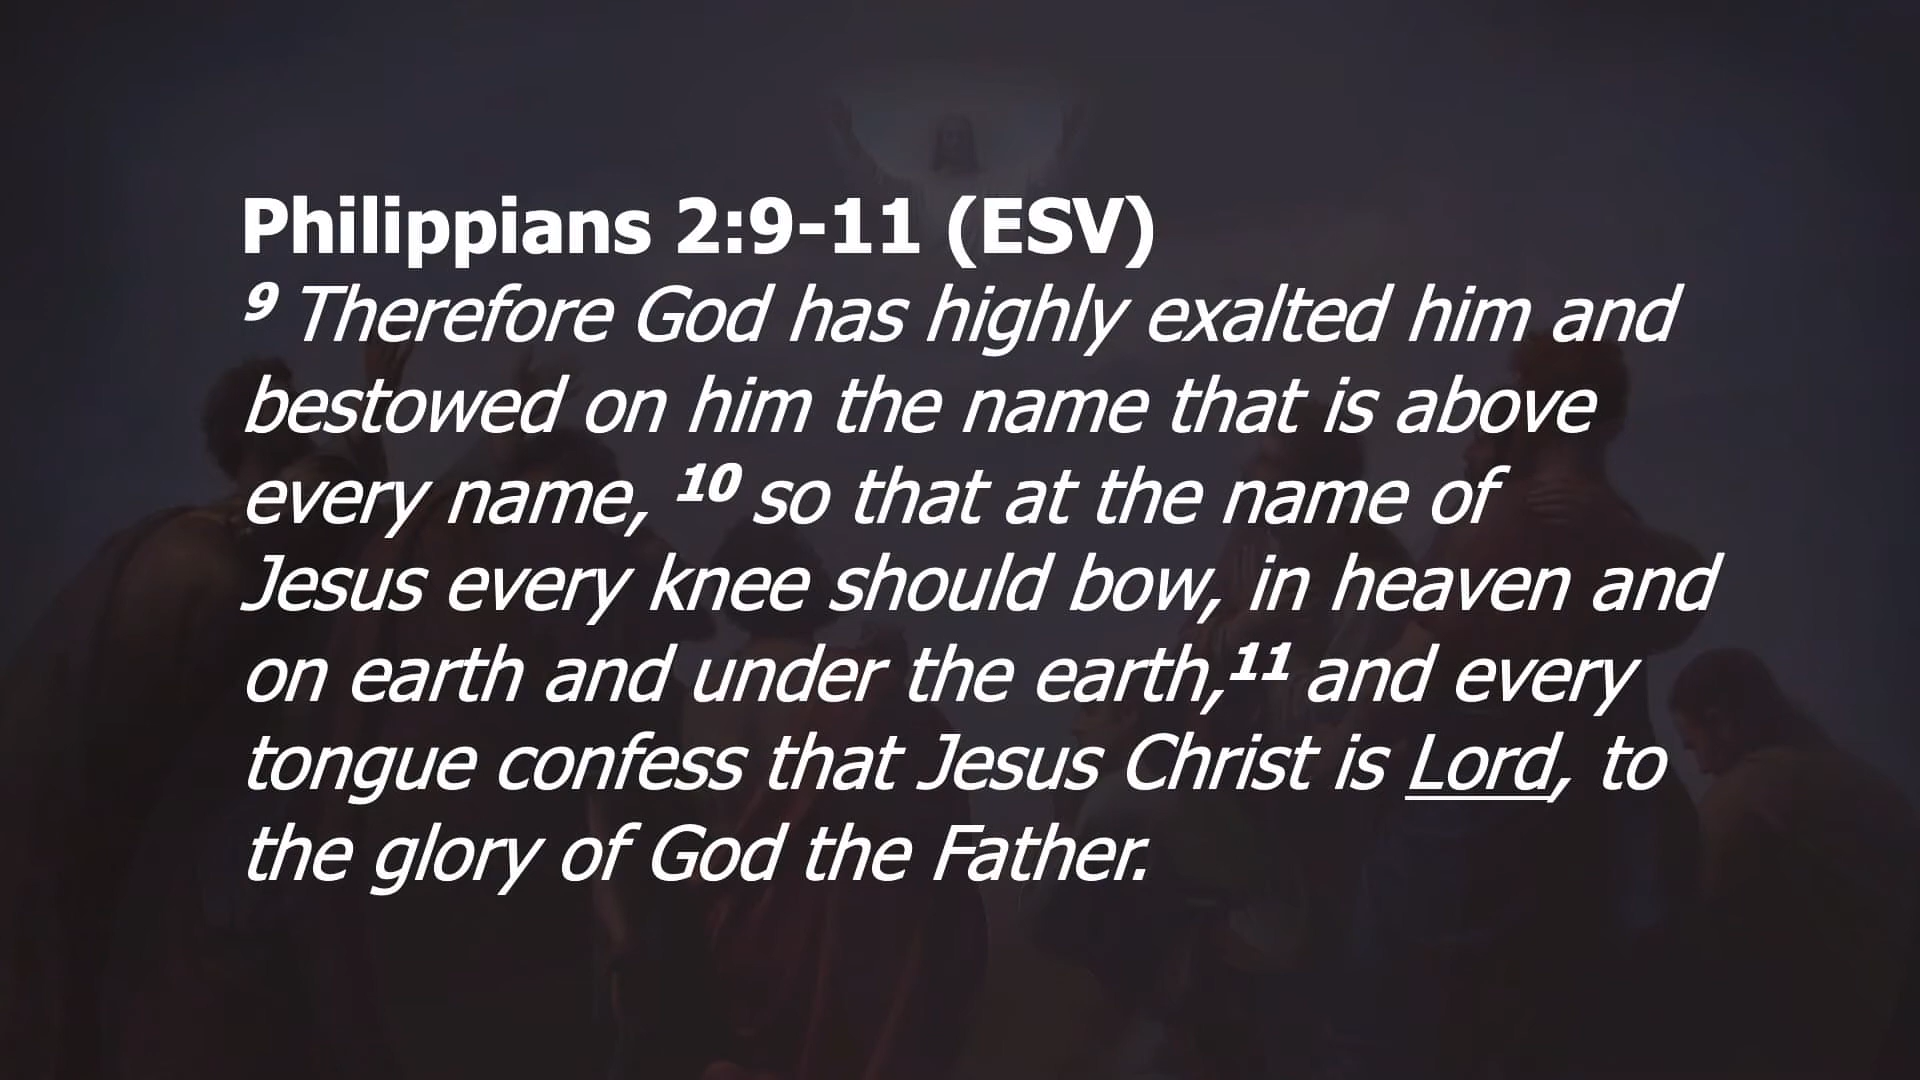 Philippians 2:9-11 (ESV)
9 Therefore God has highly exalted him and
bestowed on him the name that is above
every name, 10 so that at the name of
Jesus every knee should bow, in heaven and
on earth and under the earth,11 and every
tongue confess that Jesus Christ is Lord, to
the glory of God the Father.